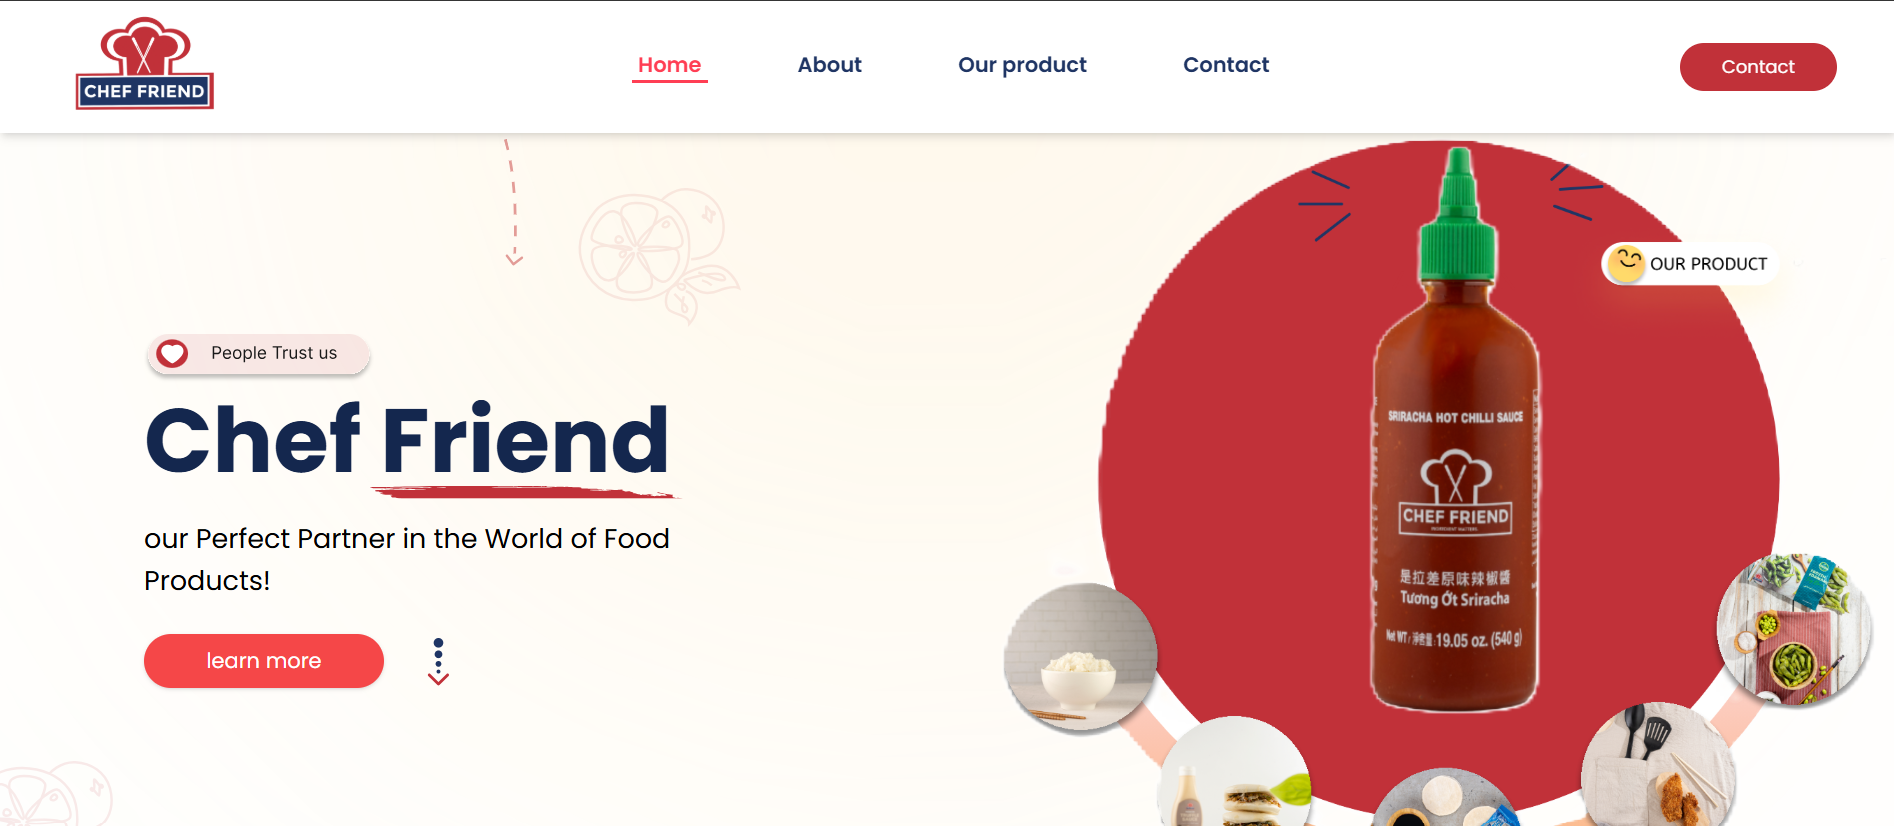 CHEF FRIEND
Home
About
Our product
Contact
Contact
OUR PRODUCT
People Trust us
Chef Friend
our Perfect Partner in the World of Food
Products!
learn more
SRIRACHA HOT CHILLI SAUCE
CHEF FRIEND
是拉差原味辣椒醬
Tương Ớt Sriracha
Net WT / 淨含量: 19.05 oz. (540 g)